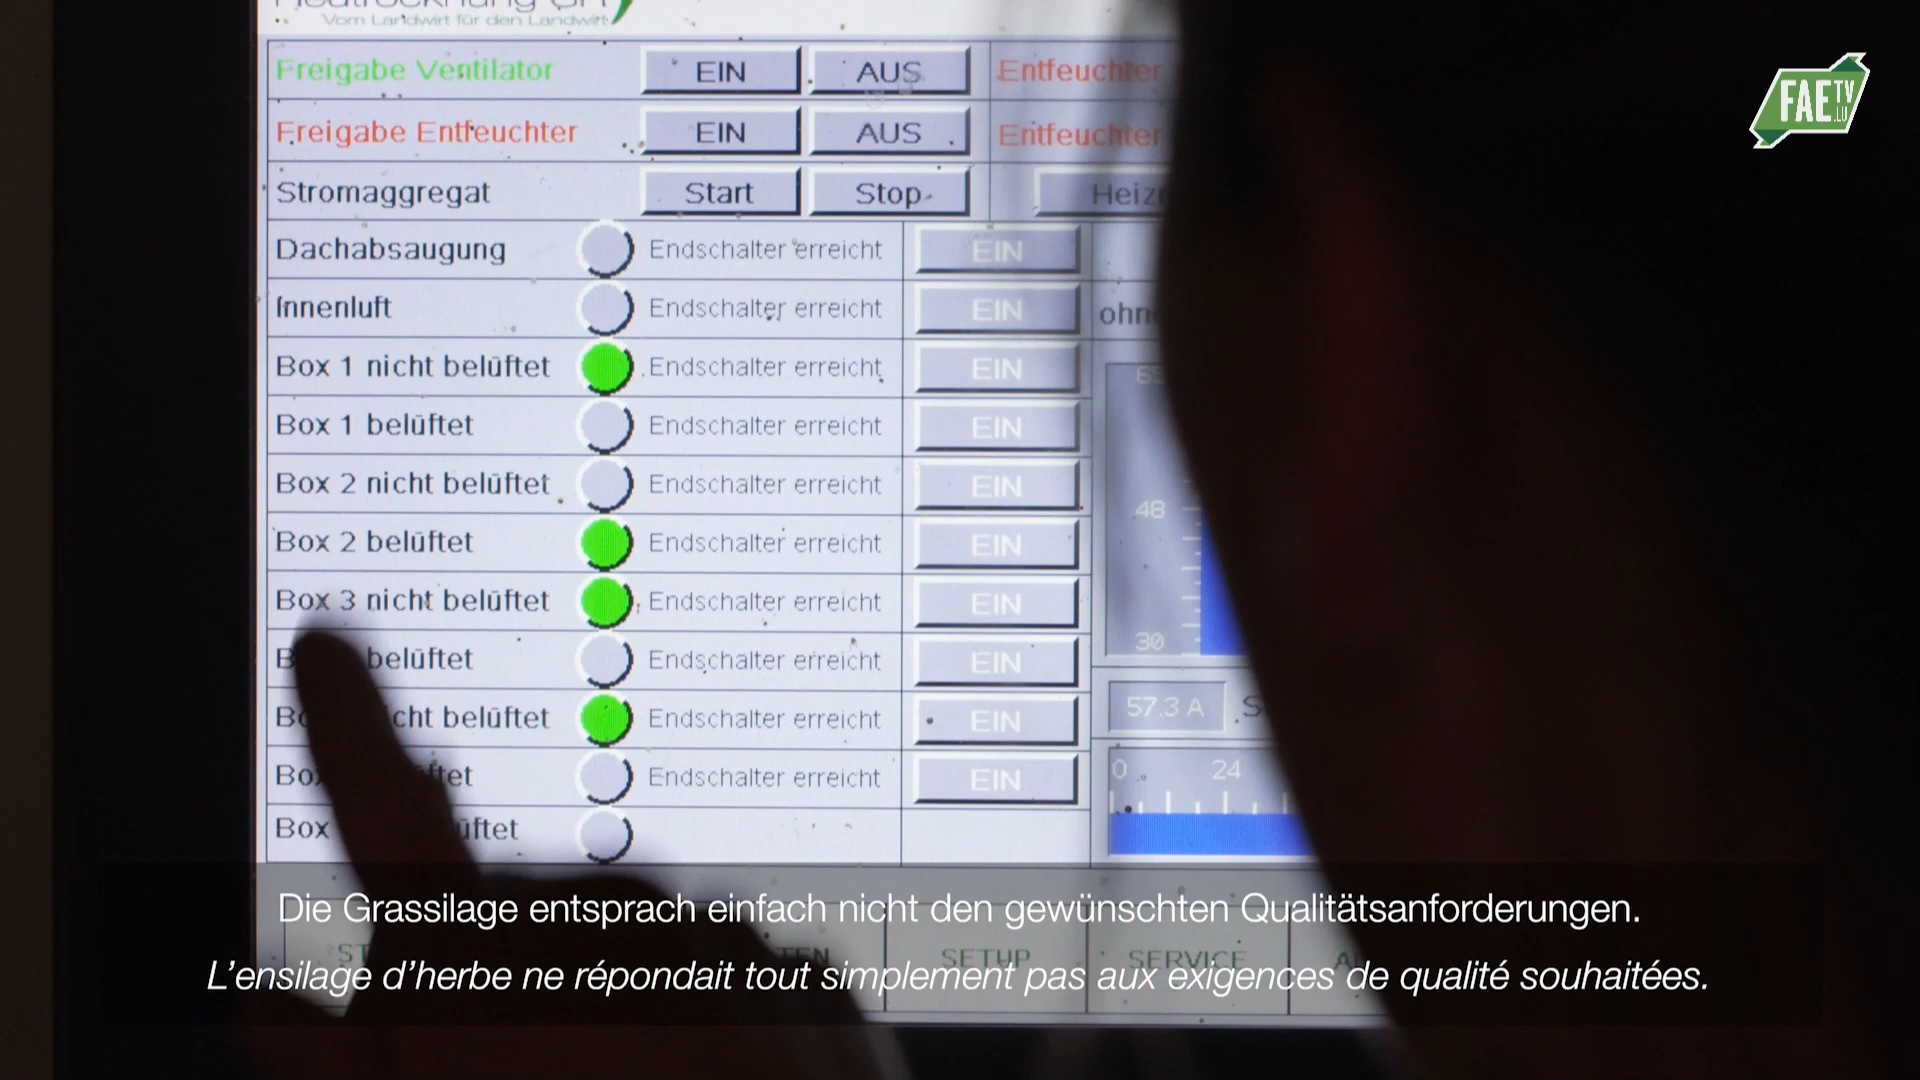 Vom Landwirt für den Landwirt
FAE TV .LU
Freigabe Ventilator EIN AUS Entfeuchter
Freigabe Entfeuchter EIN AUS Entfeuchter
Stromaggregat Start Stop
Dachabsaugung Endschalter erreicht EIN
Innenluft Endschalter erreicht EIN
Box 1 nicht belüftet Endschalter erreicht EIN
Box 1 belüftet Endschalter erreicht EIN
Box 2 nicht belüftet Endschalter erreicht EIN
Box 2 belüftet Endschalter erreicht EIN
Box 3 nicht belüftet Endschalter erreicht EIN
belüftet Endschalter erreicht EIN
belüftet Endschalter erreicht EIN
Endschalter erreicht EIN
Box
65
48
30
57.3 A
0 24
SETUP SERVICE
Die Grassilage entsprach einfach nicht den gewünschten Qualitätsanforderungen.
L'ensilage d'herbe ne répondait tout simplement pas aux exigences de qualité souhaitées.